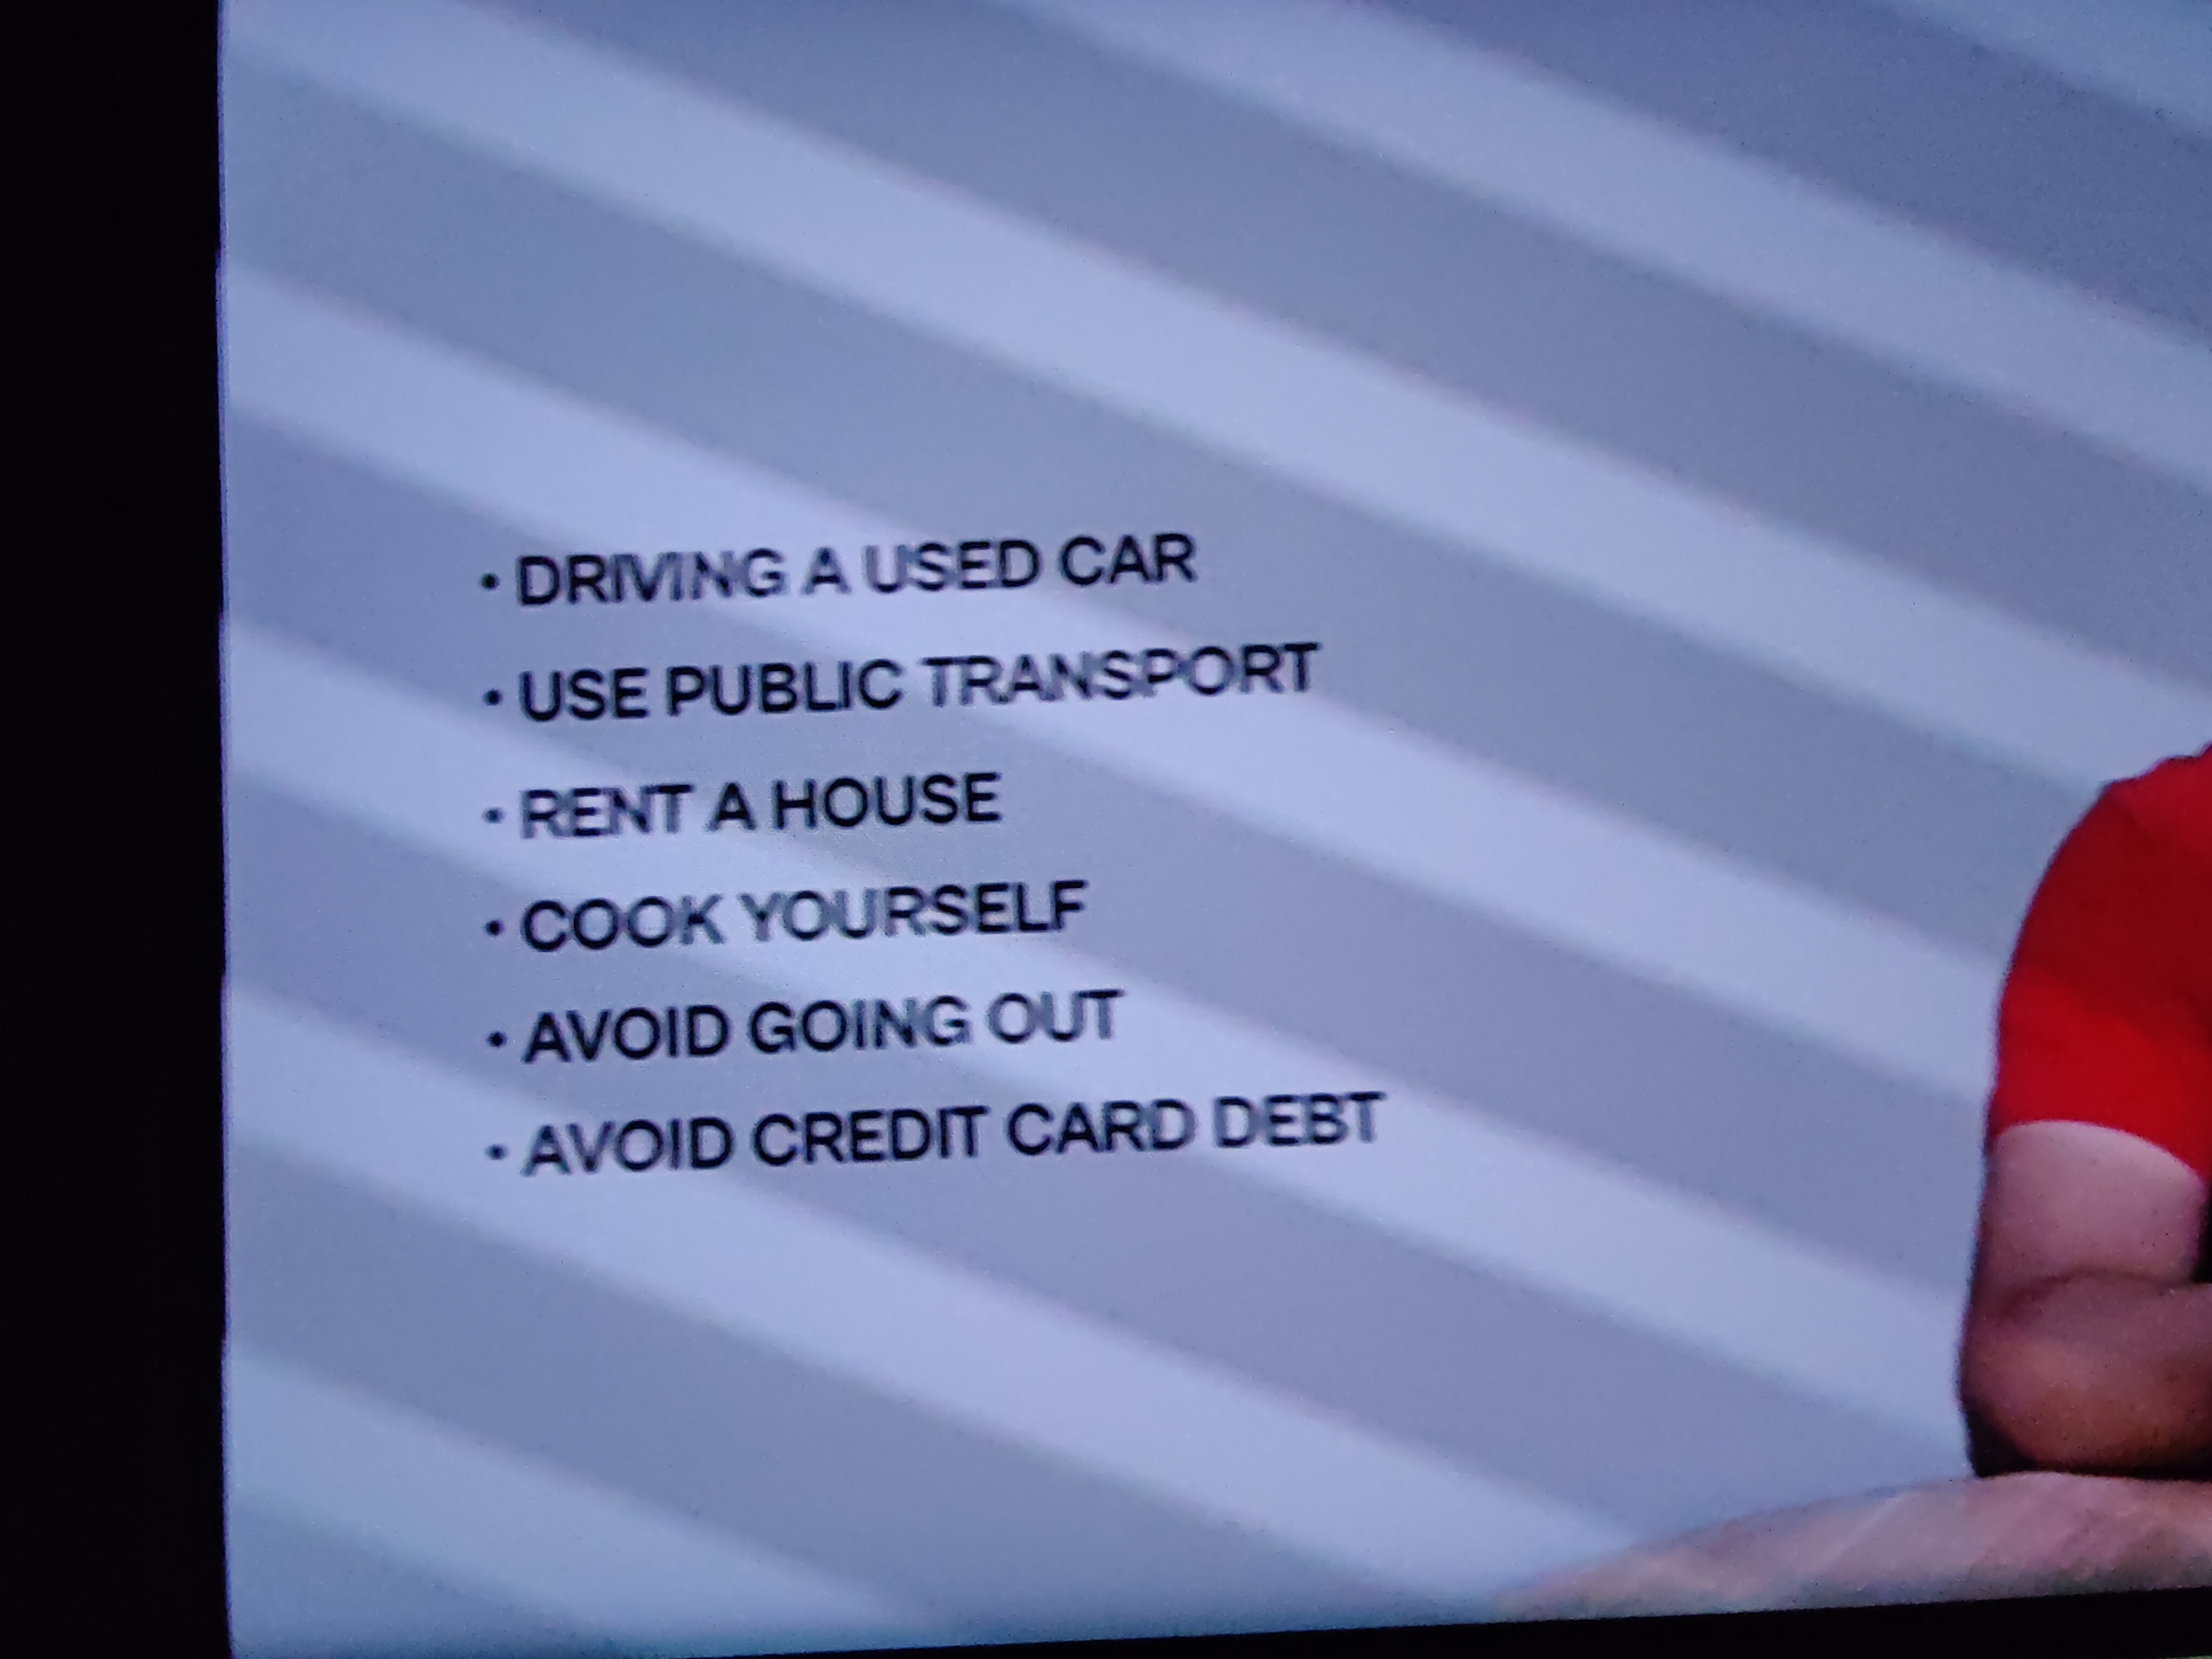 • DRIVING A USED CAR
• USE PUBLIC TRANSPORT
• RENT A HOUSE
• COOK YOURSELF
• AVOID GOING OUT
• AVOID CREDIT CARD DEBT